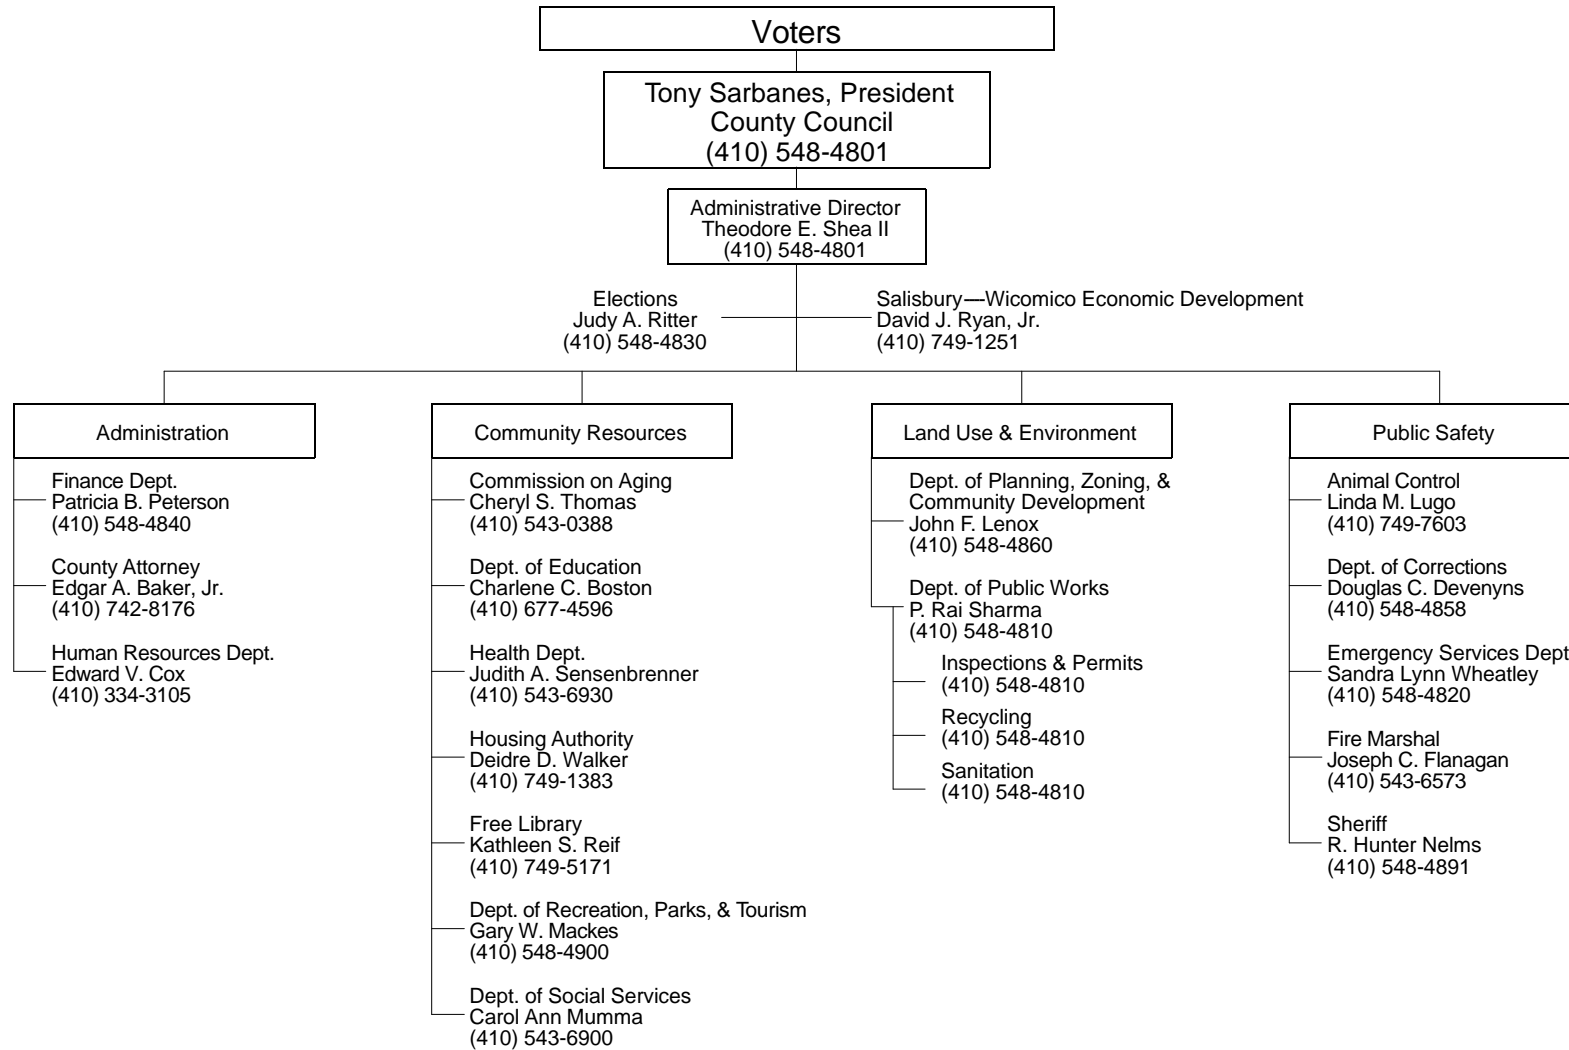 Voters
Tony Sarbanes, President
County Council
(410) 548-4801
Administrative Director
Theodore E. Shea II
(410) 548-4801
Elections
Judy A. Ritter
(410) 548-4830
Salisbury—Wicomico Economic Development
David J. Ryan, Jr.
(410) 749-1251
Administration
Finance Dept.
Patricia B. Peterson
(410) 548-4840
County Attorney
Edgar A. Baker, Jr.
(410) 742-8176
Human Resources Dept.
Edward V. Cox
(410) 334-3105
Community Resources
Commission on Aging
Cheryl S. Thomas
(410) 543-0388
Dept. of Education
Charlene C. Boston
(410) 677-4596
Health Dept.
Judith A. Sensenbrenner
(410) 543-6930
Housing Authority
Deidre D. Walker
(410) 749-1383
Free Library
Kathleen S. Reif
(410) 749-5171
Dept. of Recreation, Parks, & Tourism
Gary W. Mackes
(410) 548-4900
Dept. of Social Services
Carol Ann Mumma
(410) 543-6900
Land Use & Environment
Dept. of Planning, Zoning, &
Community Development
John F. Lenox
(410) 548-4860
Dept. of Public Works
P. Rai Sharma
(410) 548-4810
Inspections & Permits
(410) 548-4810
Recycling
(410) 548-4810
Sanitation
(410) 548-4810
Public Safety
Animal Control
Linda M. Lugo
(410) 749-7603
Dept. of Corrections
Douglas C. Devenyns
(410) 548-4858
Emergency Services Dept
Sandra Lynn Wheatley
(410) 548-4820
Fire Marshal
Joseph C. Flanagan
(410) 543-6573
Sheriff
R. Hunter Nelms
(410) 548-4891